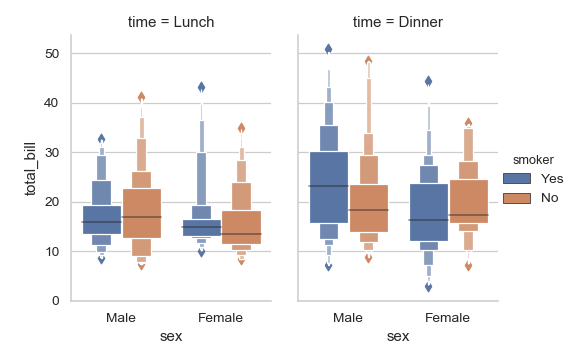 time = Lunch
time = Dinner
50
40
30
20
10
0
total_bill
Male
Female
Male
Female
sex
sex
smoker
Yes
No